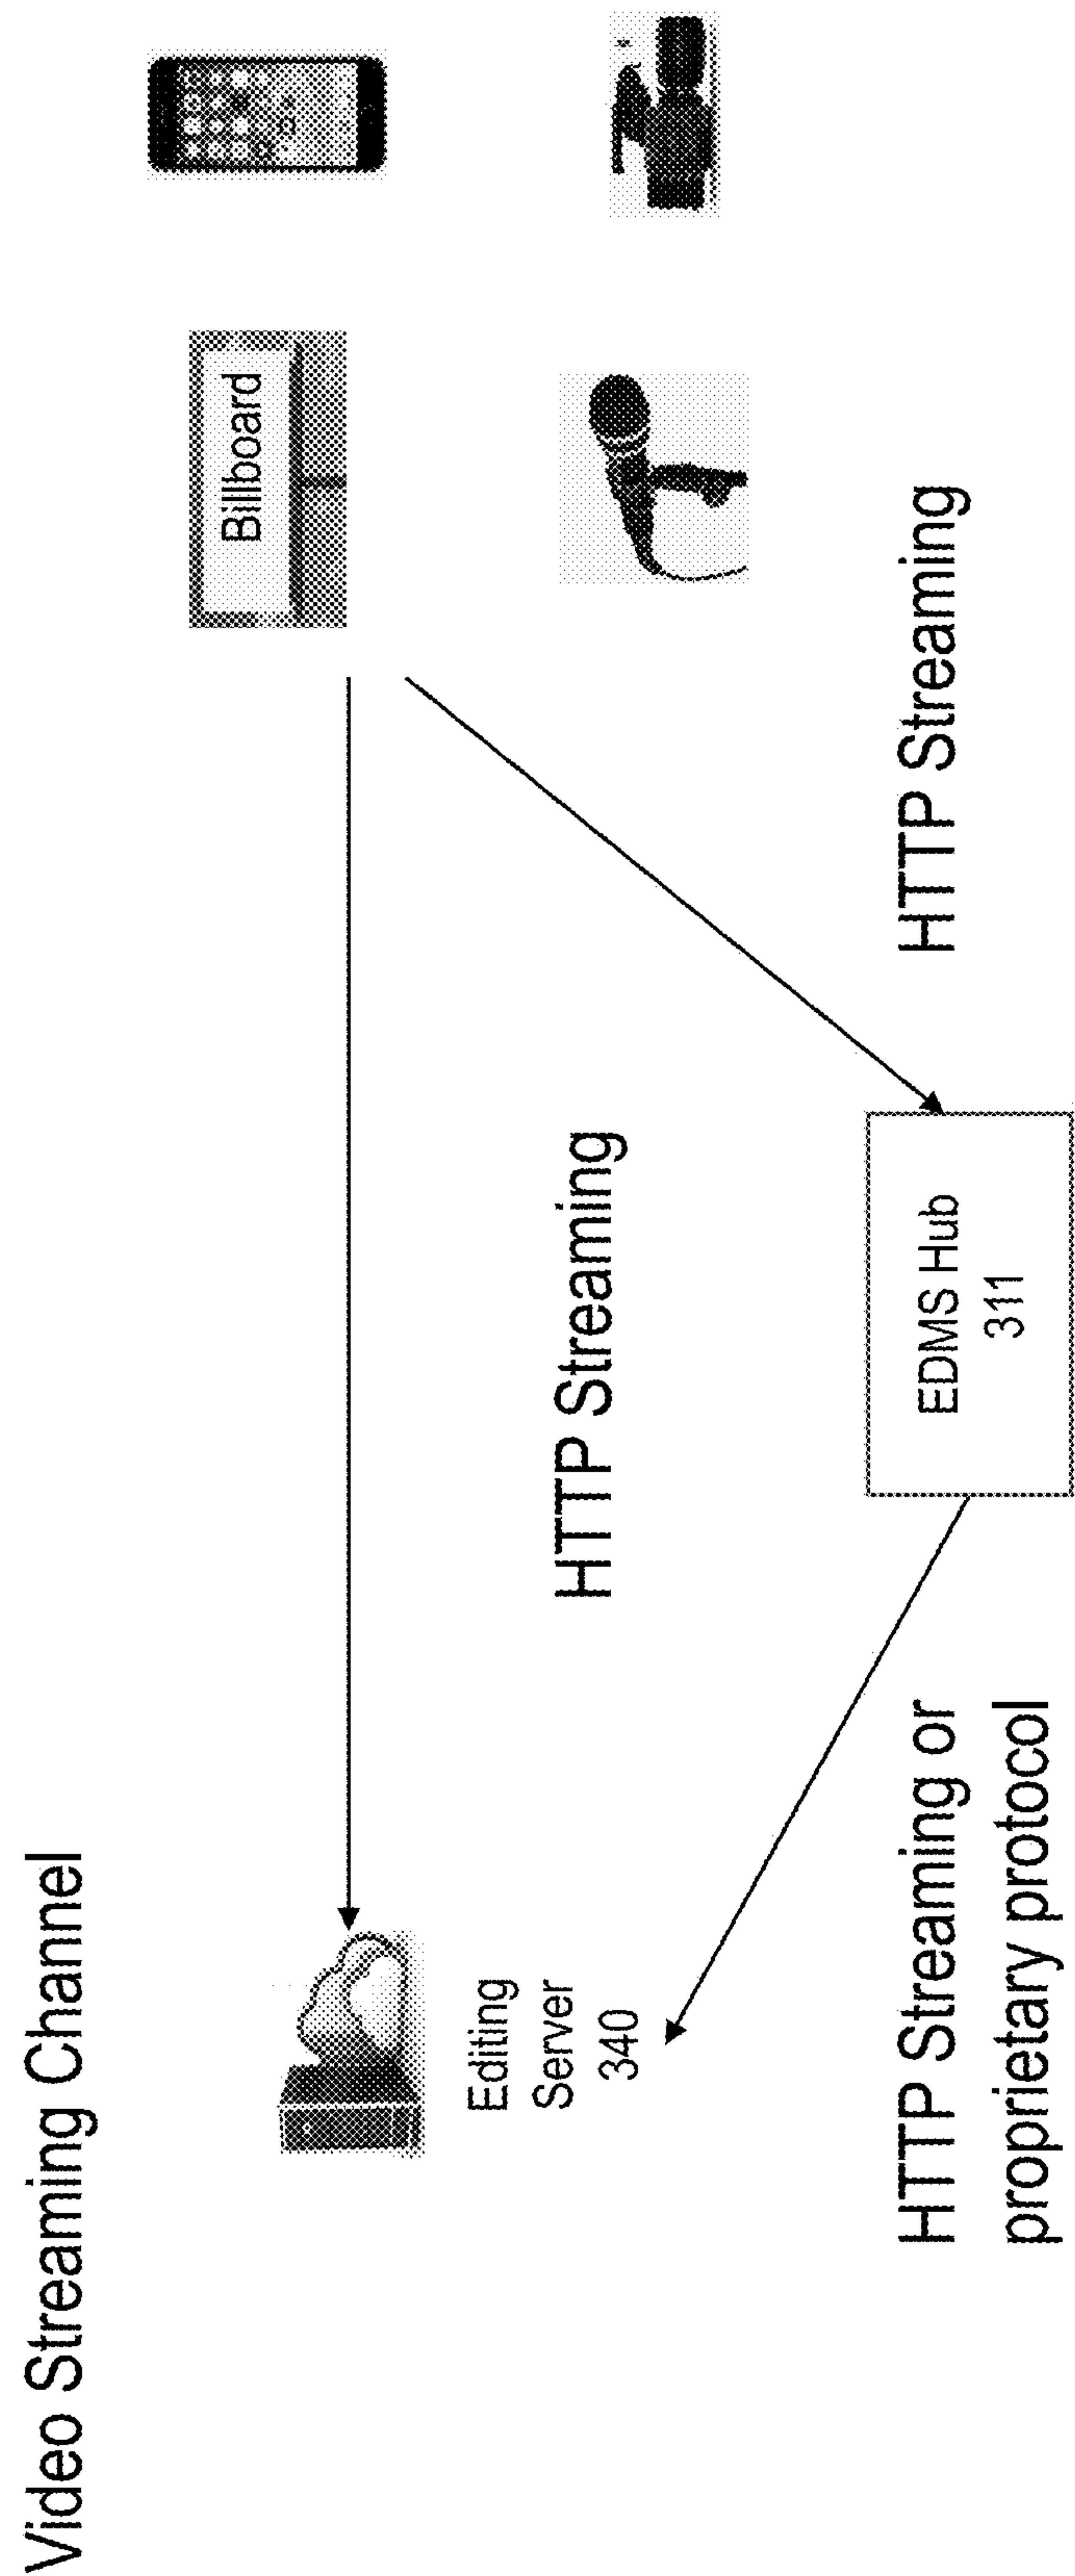 Video Streaming Channel
Billboard
Editing
Server
340
HTTP Streaming
EDMS Hub
311
HTTP Streaming
HTTP Streaming or
proprietary protocol